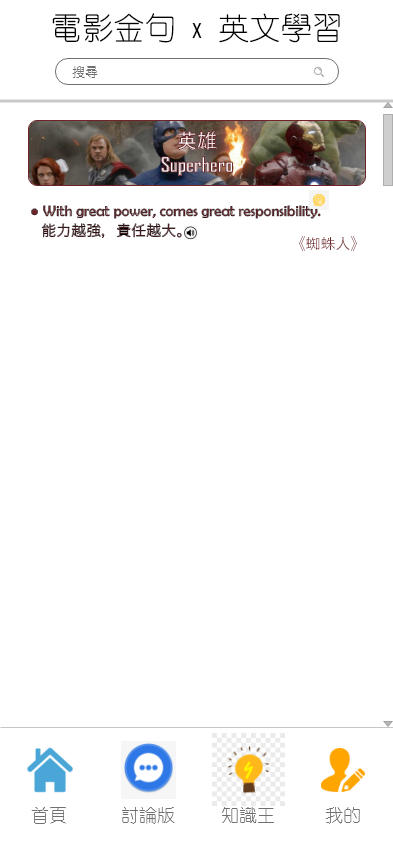 電影金句 x 英文學習
搜尋
英雄
Superhero
• With great power, comes great responsibility.
能力越強，責任越大。
《蜘蛛人》
首頁
討論版
知識王
我的